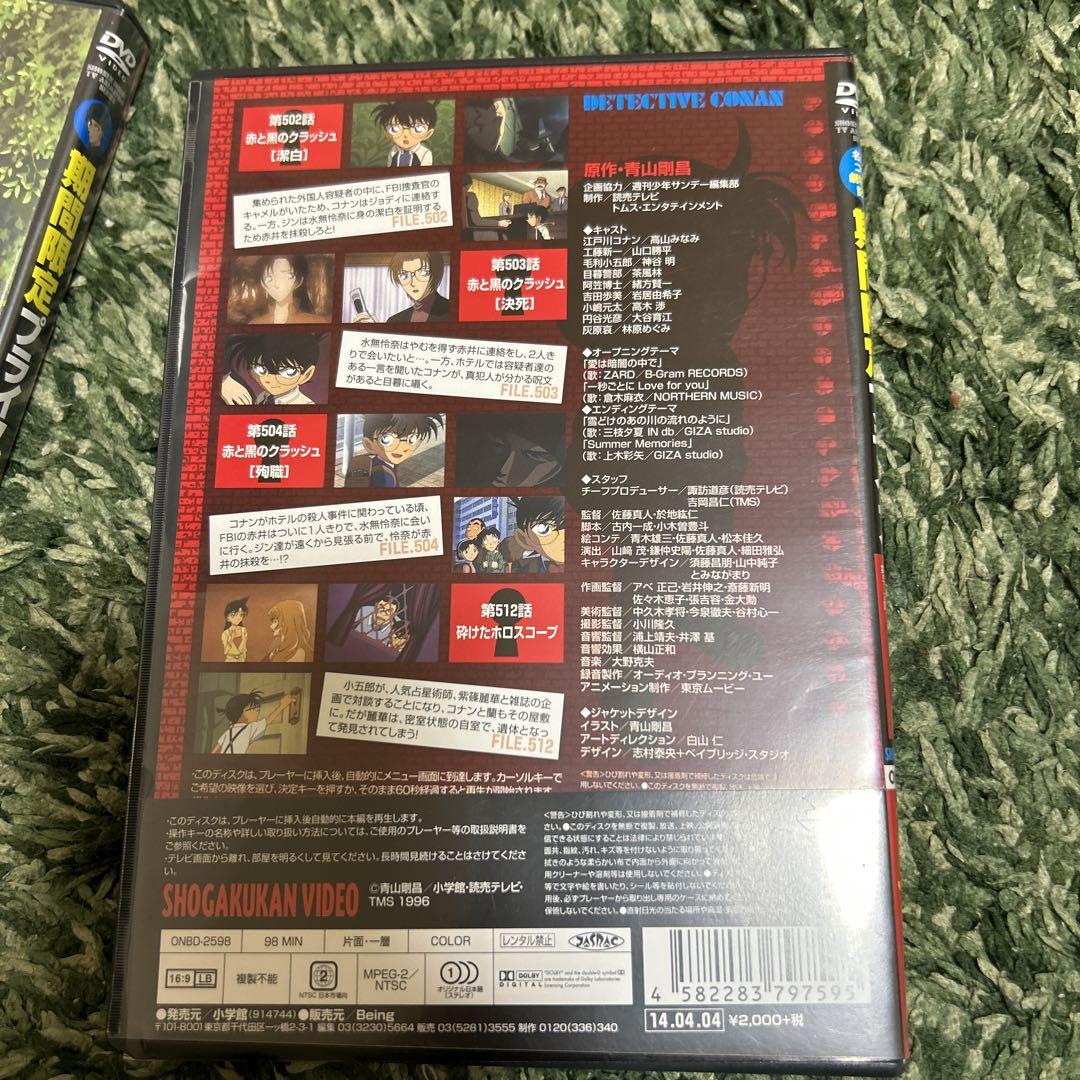 DVD
VIDEO
期間限定プライ
DETECTIVE CONAN
第502話
赤と黒のクラッシュ
[潔白]
集められた外国人容疑者の中に、FBI捜査官の
キャメルがいたため、コナンはジョディに連絡す
る。一方、ジンは水無怜奈に身の潔白を証明する
ため赤井を抹殺しろと!
FILE.502
第503話
赤と黒のクラッシュ
[決死]
水無怜奈はやむを得ず赤井に連絡をし、2人き
りで会いたいと…。一方、ホテルでは容疑者達の
ある一言を聞いたコナンが、真犯人が分かる呪文
があると目暮に囁く。
FILE.503
第504話
赤と黒のクラッシュ
[殉職]
コナンがホテルの殺人事件に関わっている頃、
FBIの赤井はついに1人きりで、水無怜奈に会い
に行く。ジン達が遠くから見張る前で、怜奈が赤
井の抹殺を…!?
FILE.504
第512話
砕けたホロスコープ
小五郎が、人気占星術師、紫篠麗華と雑誌の企
画で対談することになり、コナンと蘭もその屋敷
に。だが麗華は、密室状態の自室で、遺体となっ
て発見されてしまう!
FILE.512
原作・青山剛昌
企画協力/週刊少年サンデー編集部
制作/読売テレビ
トムス・エンタテインメント
◆キャスト
江戸川コナン/高山みなみ
工藤新一/山口勝平
毛利小五郎/神谷 明
目暮警部/茶風林
阿笠博士/緒方賢一
吉田歩美/岩居由希子
小嶋元太/高木 渉
円谷光彦/大谷育江
灰原哀/林原めぐみ
◆オープニングテーマ
「愛は暗闇の中で」
(歌:ZARD/B-Gram RECORDS)
「一秒ごとに Love for you」
(歌:倉木麻衣/NORTHERN MUSIC)
◆エンディングテーマ
「雪どけのあの川の流れのように」
(歌:三枝夕夏 IN db/GIZA studio)
「Summer Memories」
(歌:上木彩矢/GIZA studio)
◆スタッフ
チーフプロデューサー/諏訪道彦(読売テレビ)
吉岡昌仁(TMS)
監督/佐藤真人・於地紘仁
脚本/古内一成・小木曽豊斗
絵コンテ/青木雄三・佐藤真人・松本佳久
演出/山﨑 茂・鎌仲史陽・佐藤真人・細田雅弘
キャラクターデザイン/須藤昌朋・山中純子
とみながまり
作画監督/アベ 正己・岩井伸之・斎藤新明
佐々木恵子・張吉容・金大勳
美術監督/中久木孝将・今泉徹夫・谷村心一
撮影監督/小川隆久
音響監督/浦上靖夫・井澤 基
音響効果/横山正和
音楽/大野克夫
録音製作/オーディオ・プランニング・ユー
アニメーション制作/東京ムービー
◆ジャケットデザイン
イラスト/青山剛昌
アートディレクション/白山 仁
デザイン/志村泰央+ベイブリッジ・スタジオ
・このディスクは、プレーヤーに挿入後、自動的にメニュー画面に到達します。カーソルキーで
ご希望の映像を選び、決定キーを押すか、そのまま60秒経過すると再生が開始されます
・このディスクは、プレーヤーに挿入後自動的に本編を再生します。
・操作キーの名称や詳しい取り扱い方法については、ご使用のプレーヤー等の取扱説明書を
ご参照ください。
・テレビ画面から離れ、部屋を明るくして見てください。長時間見続けることはさけてくださ
い。
<警告>ひび割れや変形、又は接着剤で補修したディスクは
SHOGAKUKAN VIDEO
©青山剛昌/小学館・読売テレビ・
TMS 1996
ONBD-2598
98 MIN
片面・一層
COLOR
レンタル禁止
JASRAC
16:9 LB
複製不能
2
NTSC 日本市場向
MPEG-2/
NTSC
1
オリジナル日本語
(ステレオ)
DOLBY
DIGITAL
4 582283 797595
●発売元/小学館(914744) ●販売元/Being
〒101-8001 東京都千代田区一ツ橋2-3-1 編集 03(3230)5664 販売 03(5281)3555 制作 0120(336)340
14.04.04 ¥2,000+税